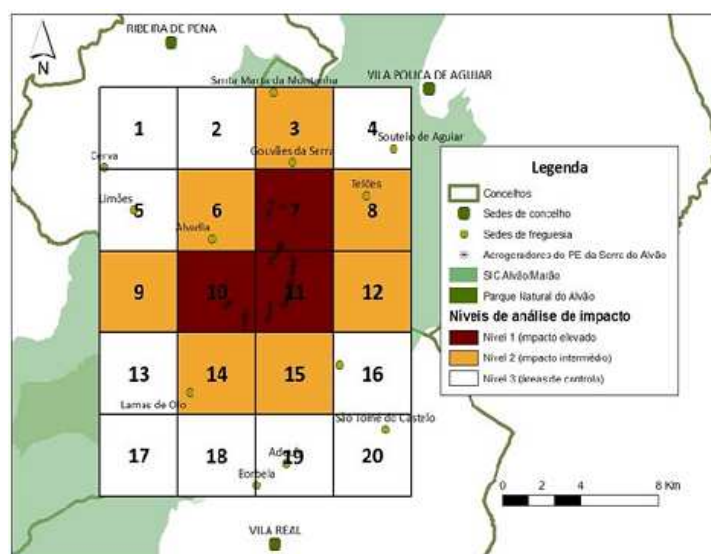 RIBEIRA DE PENA
N
Santa Maria da Montanha
VILA POUCA DE AGUIAR
1 2 3 4
Gouvães da Serra
Soutelo de Aguiar
Cerva
Limões
5 6 7 8
Telões
Alvadia
9 10 11 12
13 14 15 16
Lamas de Olo
São Tomé do Castelo
17 18 19 20
Borbela
VILA REAL
Legenda
Concelhos
Sedes de concelho
Sedes de freguesia
Aerogeradores do PE da Serra do Alvão
SIC Alvão/Marão
Parque Natural do Alvão
Níveis de análise de impacto
Nível 1 (impacto elevado
Nível 2 (impacto intermédio)
Nível 3 (áreas de controlo)
0 2 4 8 Km